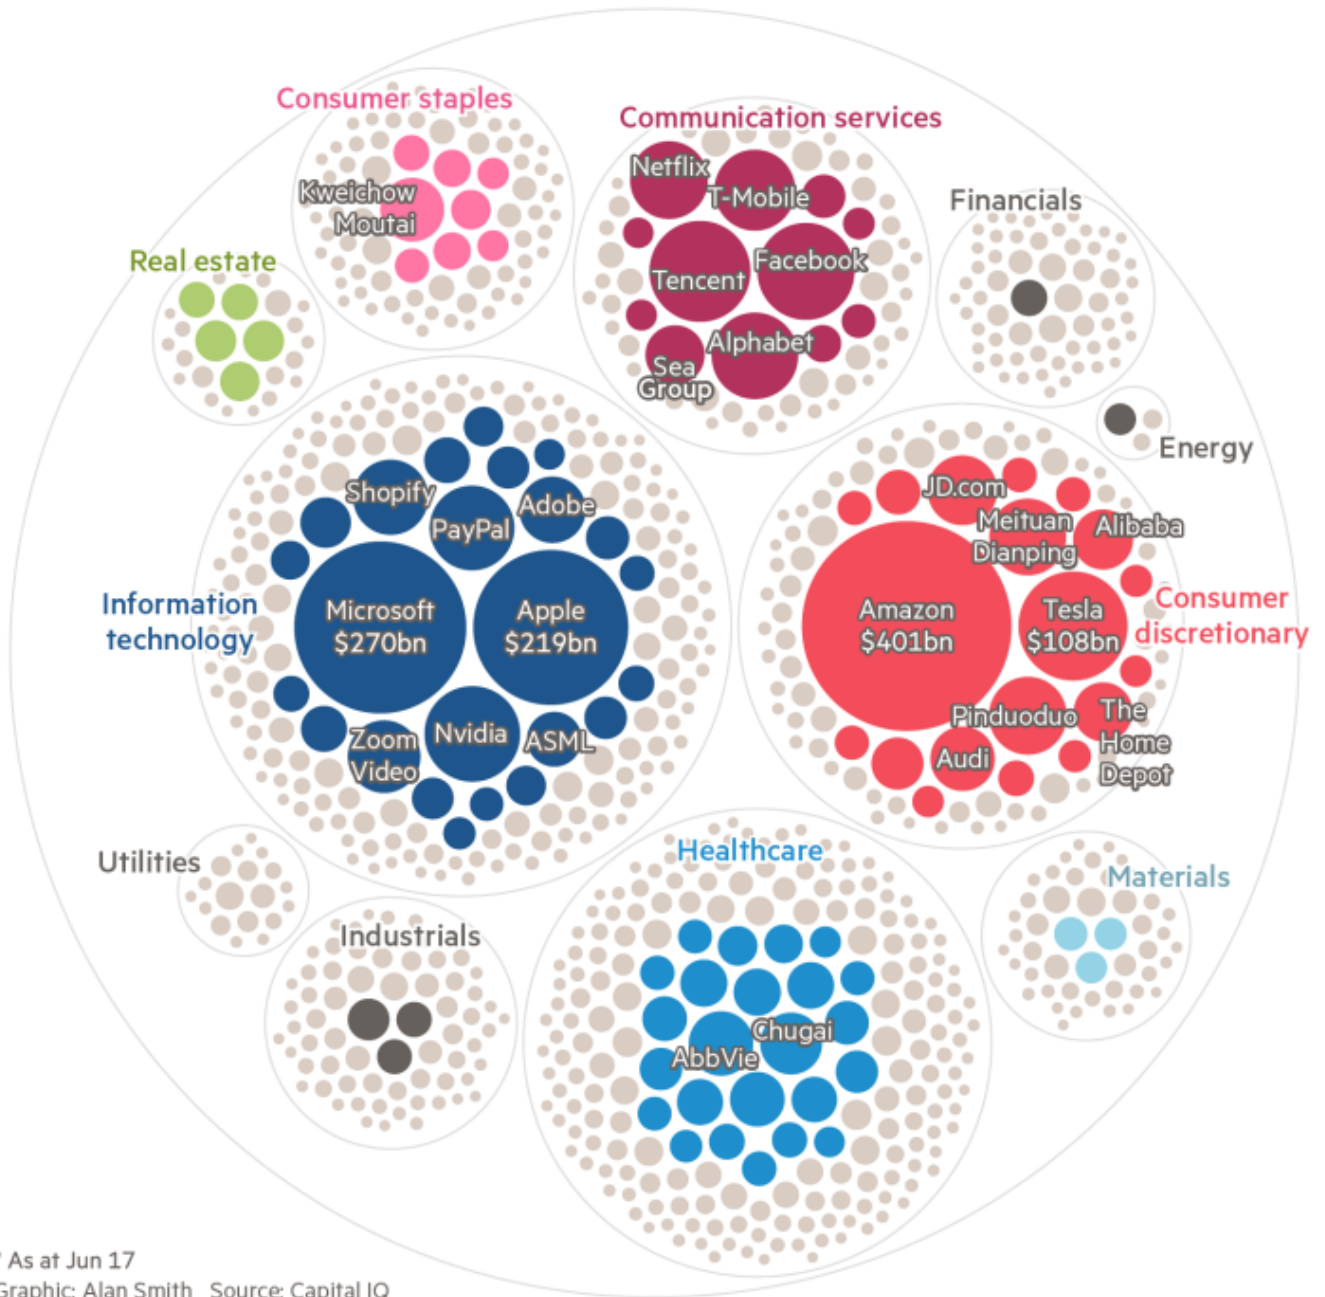 Consumer staples
Communication services
Netflix
T-Mobile
Kweichow
Moutai
Financials
Real estate
Facebook
Tencent
Alphabet
Sea
Group
Energy
Shopify
Adobe
PayPal
JD.com
Meituan
Dianping
Alibaba
Information
technology
Microsoft
$270bn
Apple
$219bn
Amazon
$401bn
Tesla
$108bn
Consumer
discretionary
Zoom
Video
Nvidia
ASML
Pinduoduo
Audi
The
Home
Depot
Utilities
Healthcare
Materials
Industrials
Chugai
AbbVie
As at Jun 17
Graphic: Alan Smith Source: Capital IQ